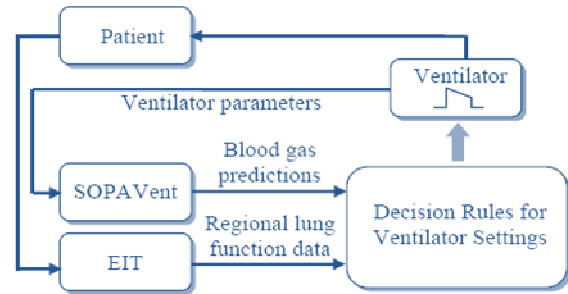 Patient
Ventilator
Ventilator parameters
Blood gas
predictions
SOPAVent
Decision Rules for
Ventilator Settings
Regional lung
function data
EIT